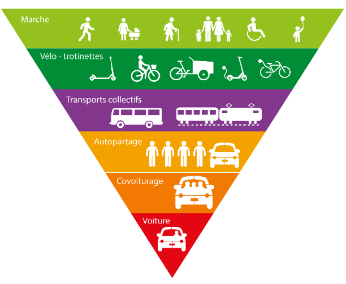 Marche
Vélo - trotinettes
Transports collectifs
Autopartage
Covoiturage
Voiture